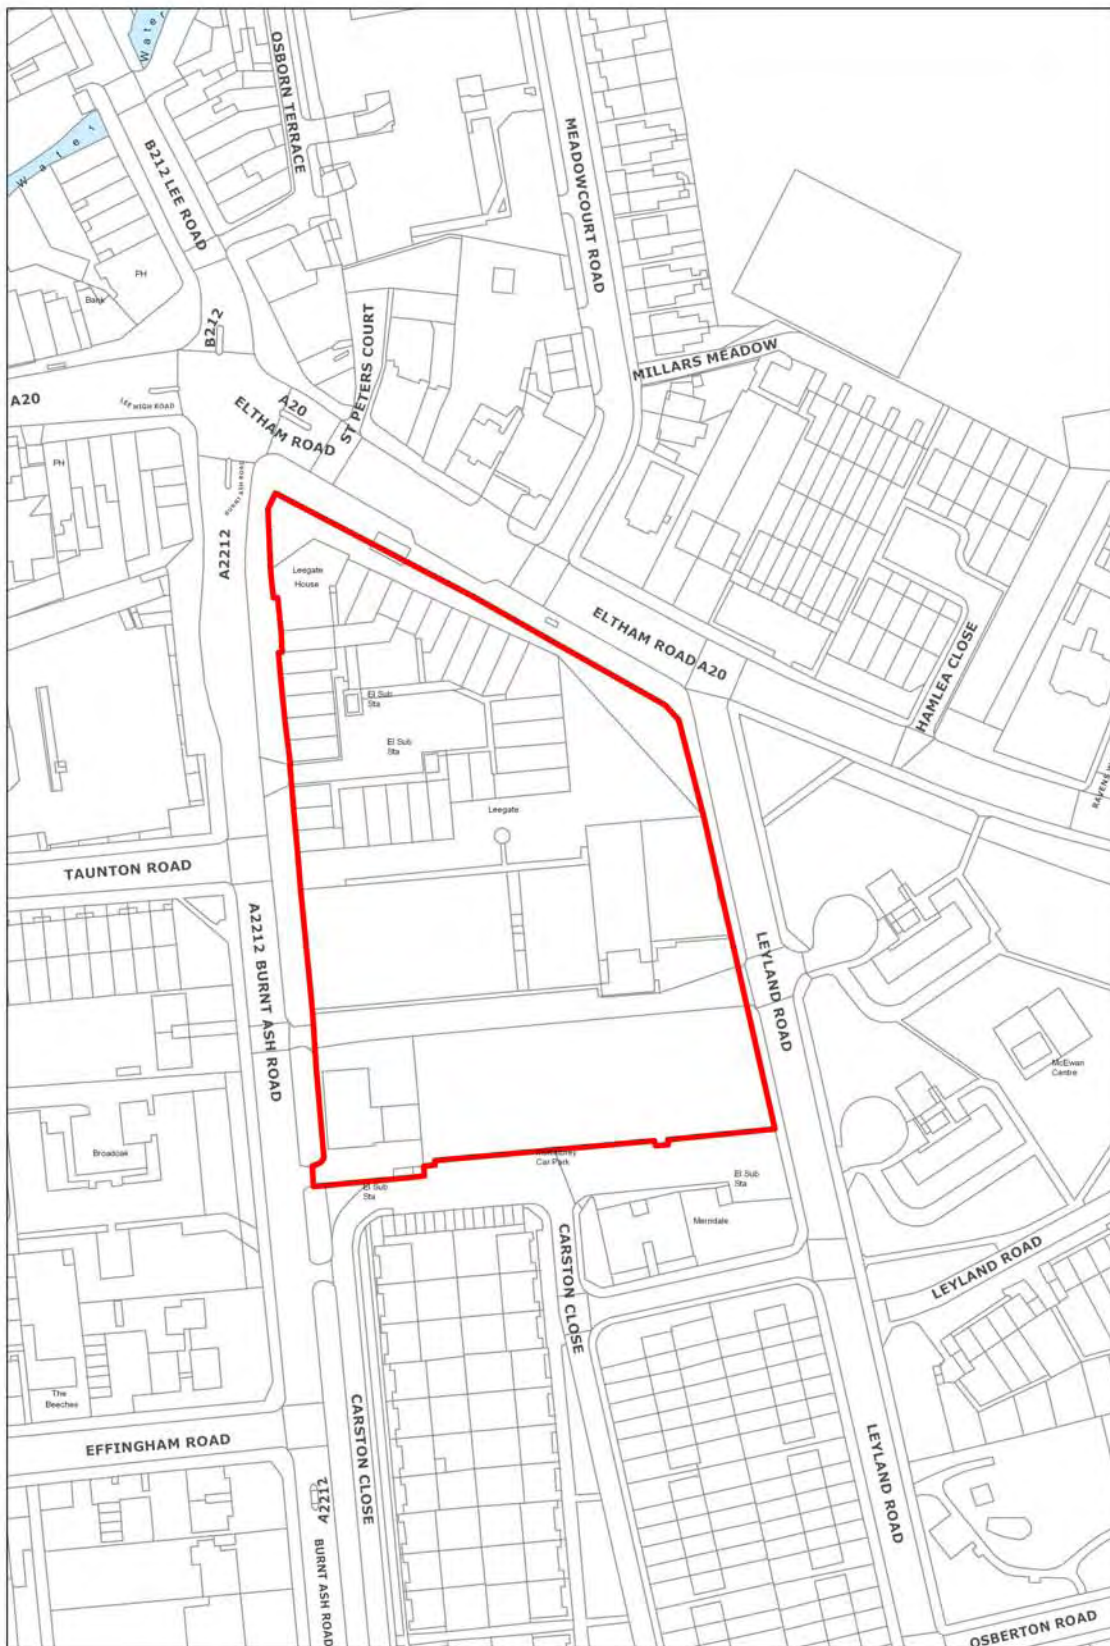 Water
OSBORN TERRACE
Water
B212 LEE ROAD
MEADOWCOURT ROAD
PH
Bank
B212
ST PETERS COURT
MILLARS MEADOW
A20
LEE HIGH ROAD
A20
ELTHAM ROAD
PH
BURNT ASH ROAD
A2212
Leegate
House
ELTHAM ROAD A20
HAMLEA CLOSE
El Sub
Sta
El Sub
Sta
Leegate
TAUNTON ROAD
A2212 BURNT ASH ROAD
LEYLAND ROAD
McEwan
Centre
Broadoak
Car Park
El Sub
Sta
El Sub
Sta
Merridale
CARSTON CLOSE
LEYLAND ROAD
The
Beeches
CARSTON CLOSE
EFFINGHAM ROAD
LEYLAND ROAD
A2212
BURNT ASH ROAD
OSBERTON ROAD